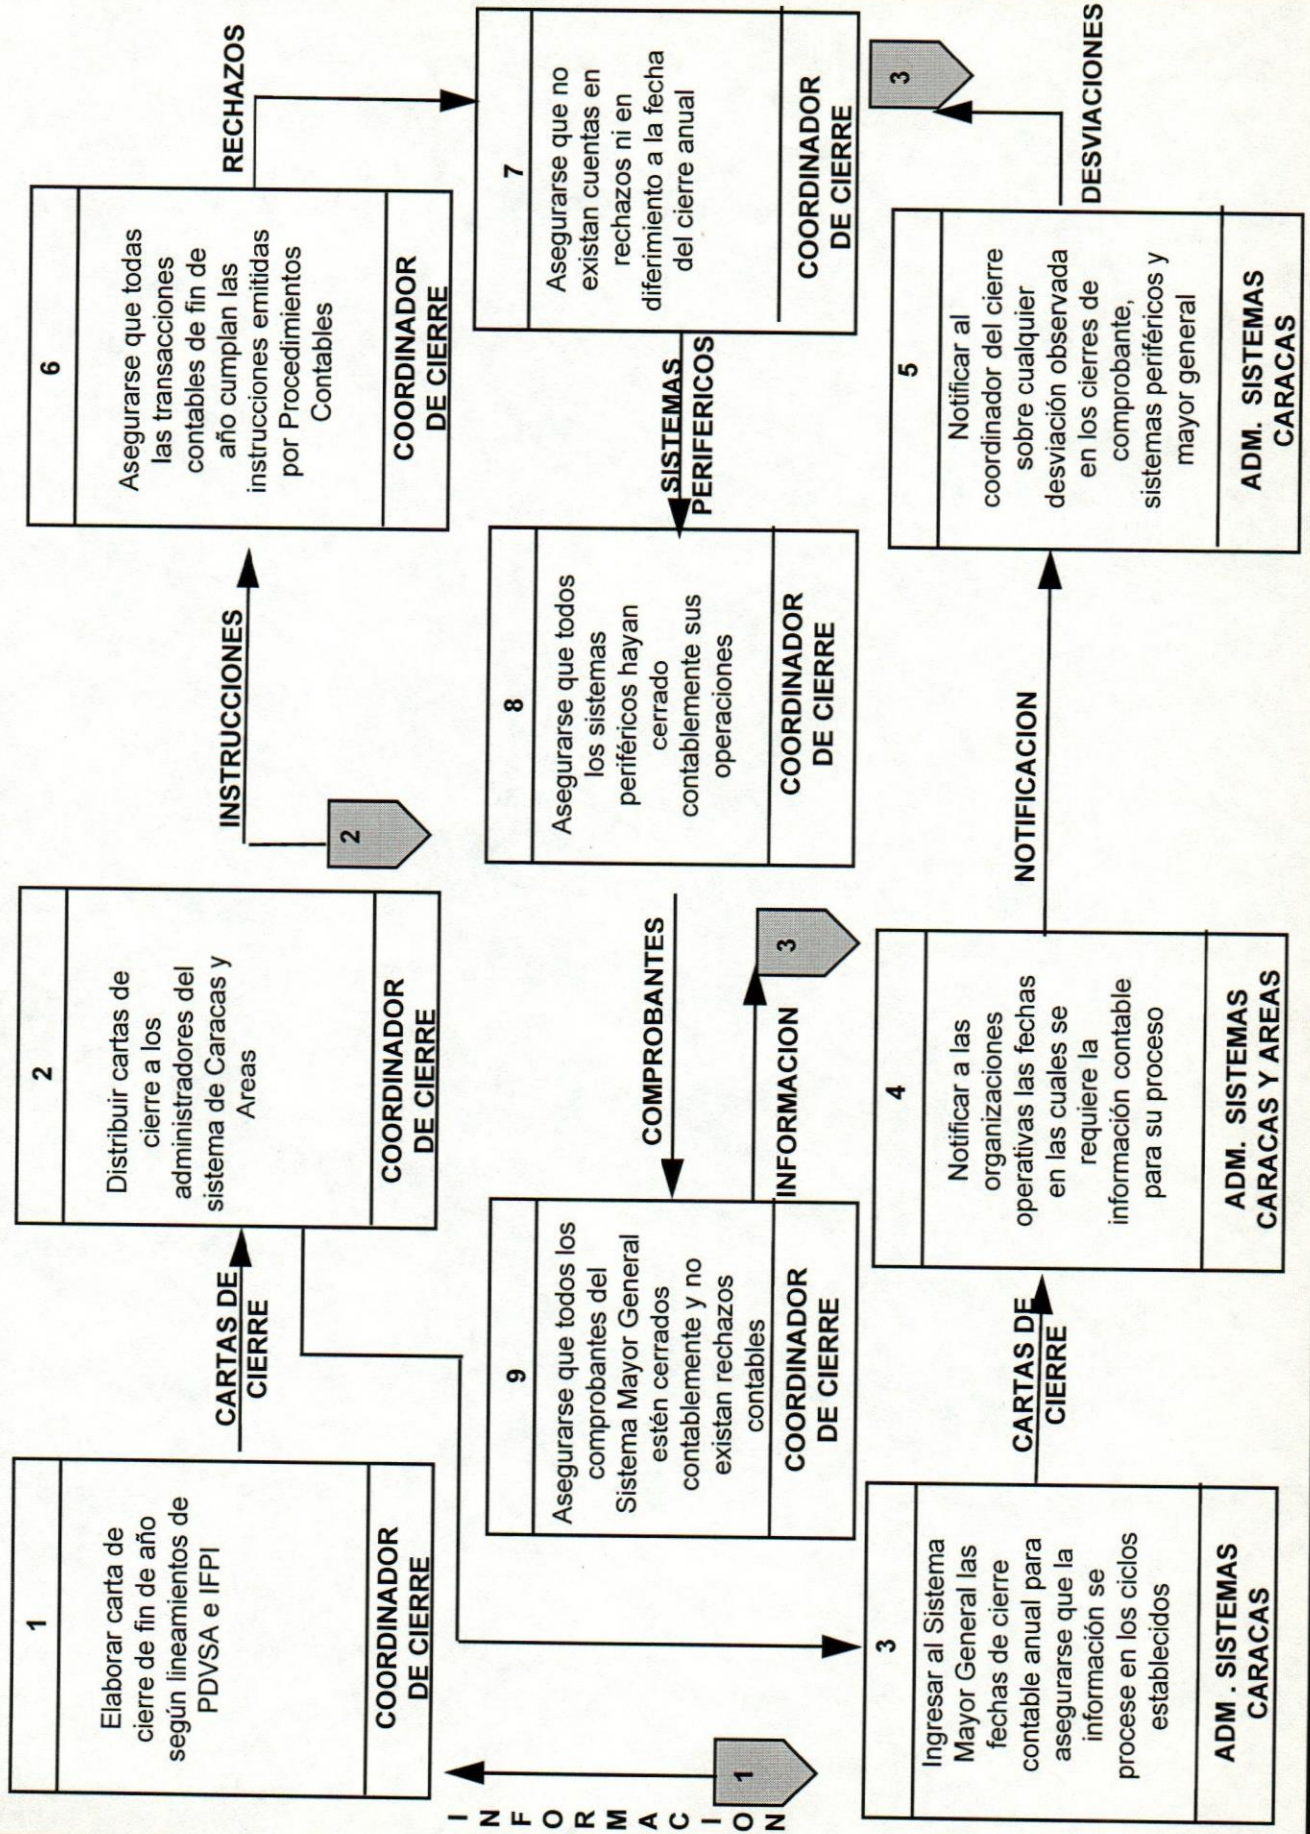 1
Elaborar carta de
cierre de fin de año
según lineamientos de
PDVSA e IFPI
COORDINADOR
DE CIERRE
CARTAS DE
CIERRE
2
Distribuir cartas de
cierre a los
administradores del
sistema de Caracas y
Areas
COORDINADOR
DE CIERRE
INSTRUCCIONES
2
6
Asegurarse que todas
las transacciones
contables de fin de
año cumplan las
instrucciones emitidas
por Procedimientos
Contables
COORDINADOR
DE CIERRE
RECHAZOS
INFORMACION
1
9
Asegurarse que todos los
comprobantes del
Sistema Mayor General
estén cerrados
contablemente y no
existan rechazos
contables
COORDINADOR
DE CIERRE
COMPROBANTES
INFORMACION
3
8
Asegurarse que todos
los sistemas
periféricos hayan
cerrado
contablemente sus
operaciones
COORDINADOR
DE CIERRE
SISTEMAS
PERIFERICOS
7
Asegurarse que no
existan cuentas en
rechazos ni en
diferimiento a la fecha
del cierre anual
COORDINADOR
DE CIERRE
3
3
Ingresar al Sistema
Mayor General las
fechas de cierre
contable anual para
asegurarse que la
información se
procese en los ciclos
establecidos
ADM . SISTEMAS
CARACAS
CARTAS DE
CIERRE
4
Notificar a las
organizaciones
operativas las fechas
en las cuales se
requiere la
información contable
para su proceso
ADM. SISTEMAS
CARACAS Y AREAS
NOTIFICACION
5
Notificar al
coordinador del cierre
sobre cualquier
desviación observada
en los cierres de
comprobante,
sistemas periféricos y
mayor general
ADM. SISTEMAS
CARACAS
DESVIACIONES